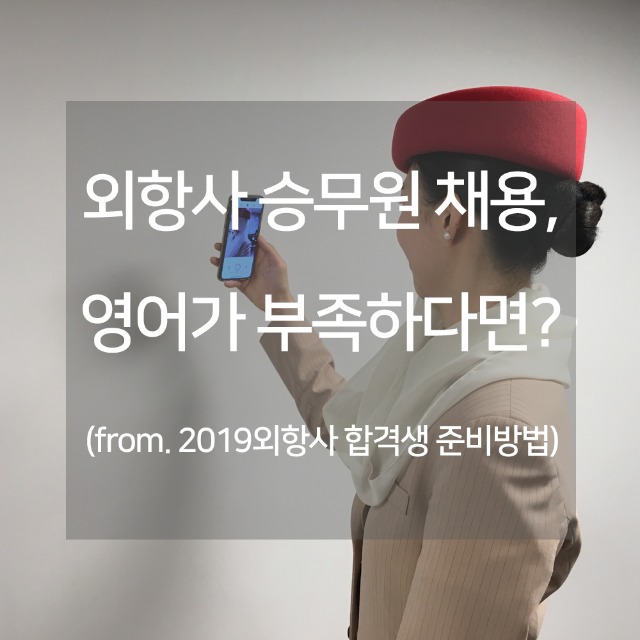 외항사 승무원 채용,
영어가 부족하다면?
(from. 2019외항사 합격생 준비방법)